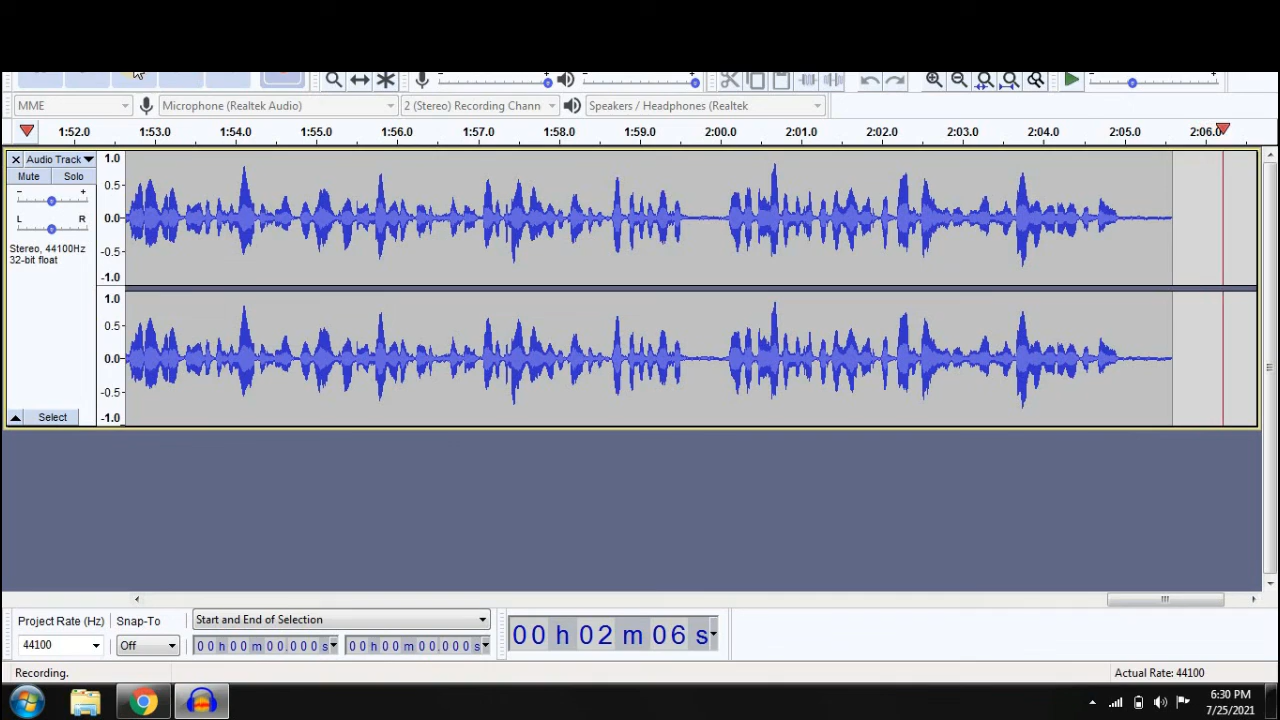 MME Microphone (Realtek Audio) 2 (Stereo) Recording Chann Speakers / Headphones (Realtek
1:52.0 1:53.0 1:54.0 1:55.0 1:56.0 1:57.0 1:58.0 1:59.0 2:00.0 2:01.0 2:02.0 2:03.0 2:04.0 2:05.0 2:06.0
× Audio Track
Mute Solo
- +
L R
Stereo, 44100Hz
32-bit float
1.0
0.5
0.0
-0.5
-1.0
1.0
0.5
0.0
-0.5
-1.0
Select
Project Rate (Hz) Snap-To Start and End of Selection
44100 Off 00 h 00 m 00.000 s 00 h 00 m 00.000 s
00 h 02 m 06 s
Recording. Actual Rate: 44100
6:30 PM
7/25/2021